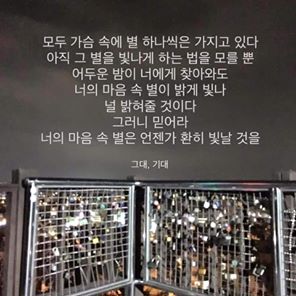 모두 가슴 속에 별 하나씩은 가지고 있다
아직 그 별을 빛나게 하는 법을 모를 뿐
어두운 밤이 너에게 찾아와도
너의 마음 속 별이 밝게 빛나
널 밝혀줄 것이다
그러니 믿어라
너의 마음 속 별은 언젠가 환히 빛날 것을
그대, 기대